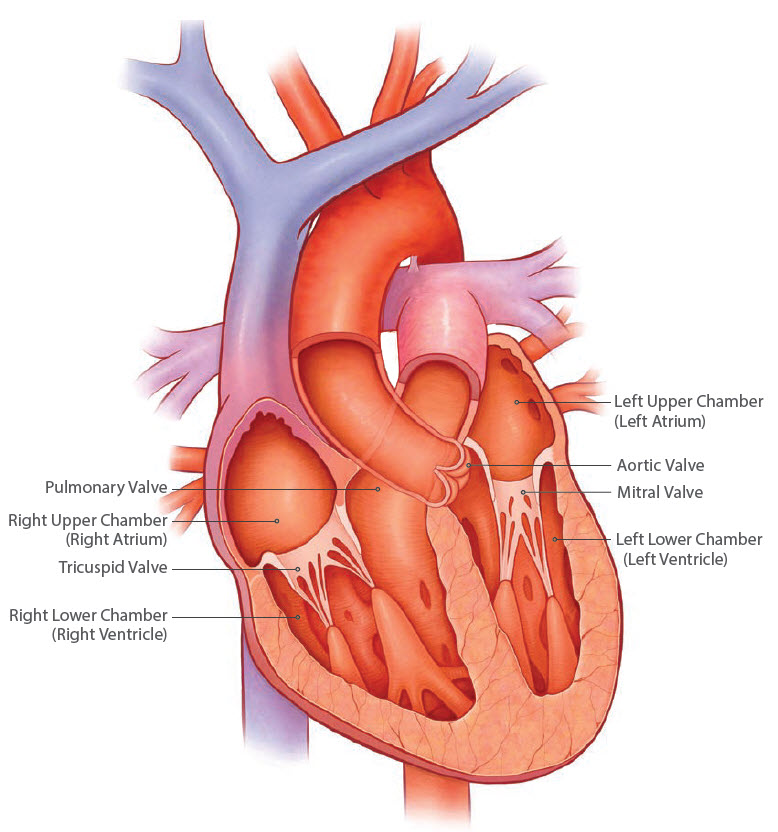 Left Upper Chamber
(Left Atrium)
Aortic Valve
Pulmonary Valve
Mitral Valve
Right Upper Chamber
(Right Atrium)
Left Lower Chamber
(Left Ventricle)
Tricuspid Valve
Right Lower Chamber
(Right Ventricle)